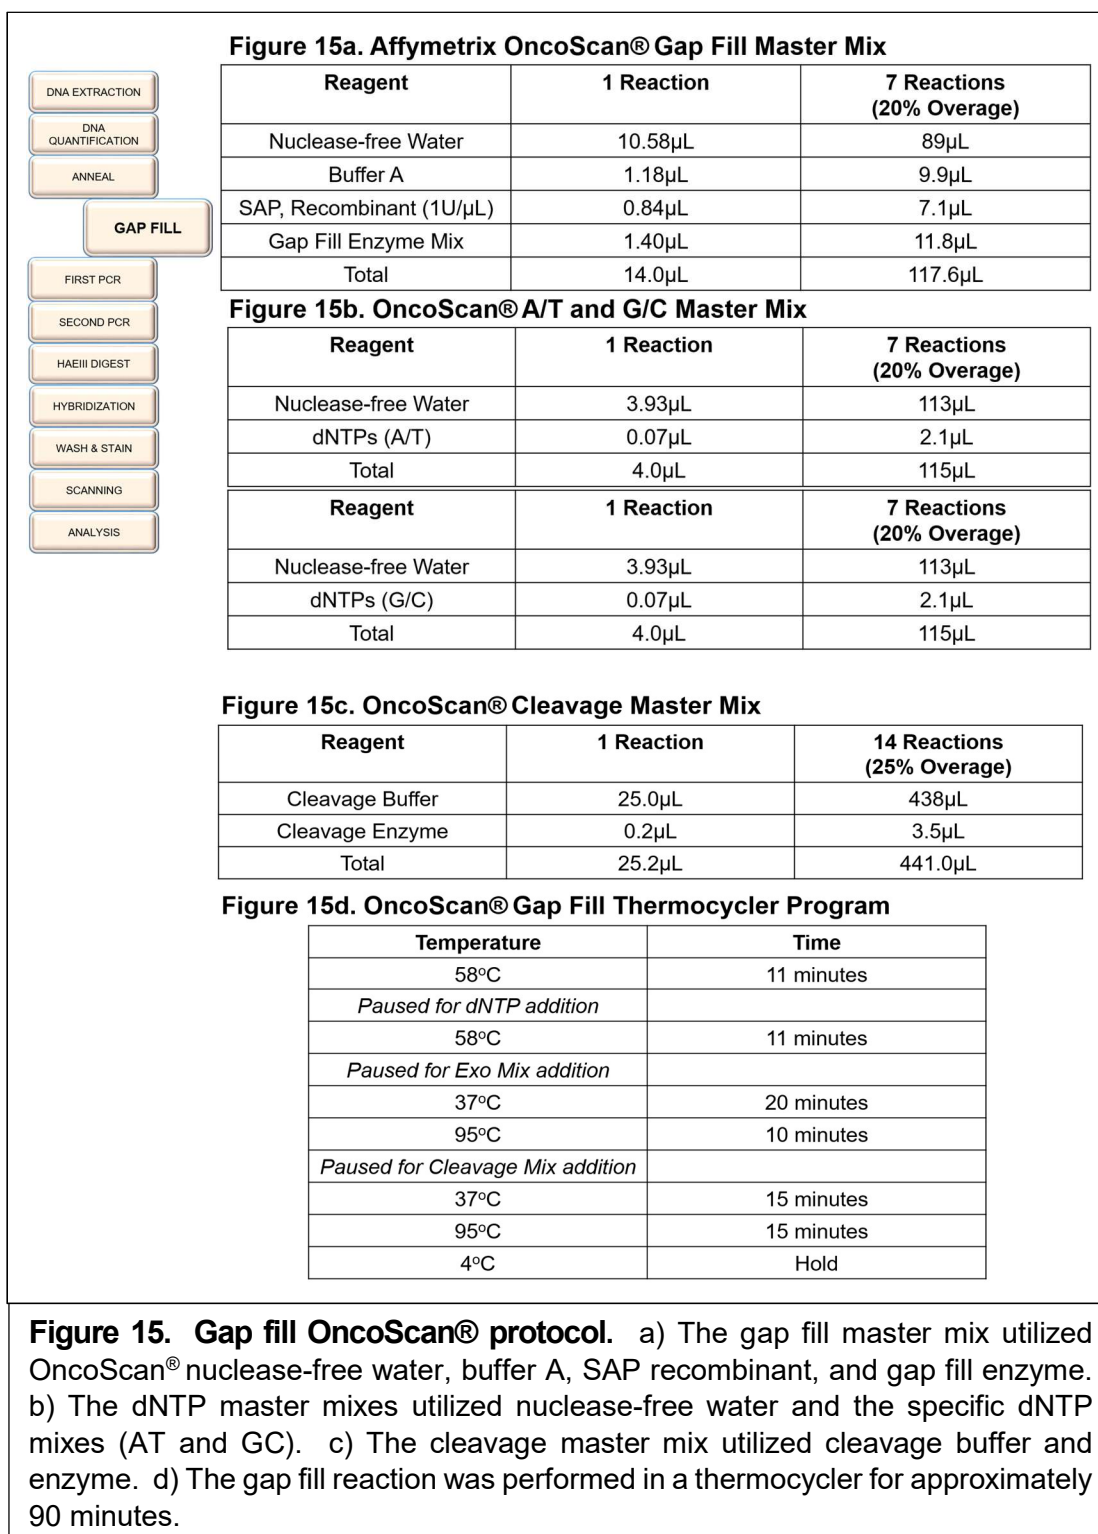 DNA EXTRACTION
DNA
QUANTIFICATION
ANNEAL
GAP FILL
FIRST PCR
SECOND PCR
HAEIII DIGEST
HYBRIDIZATION
WASH & STAIN
SCANNING
ANALYSIS
Figure 15a. Affymetrix OncoScan® Gap Fill Master Mix
Reagent 1 Reaction 7 Reactions
(20% Overage)
Nuclease-free Water 10.58µL 89µL
Buffer A 1.18µL 9.9µL
SAP, Recombinant (1U/µL) 0.84µL 7.1µL
Gap Fill Enzyme Mix 1.40µL 11.8µL
Total 14.0µL 117.6µL
Figure 15b. OncoScan® A/T and G/C Master Mix
Reagent 1 Reaction 7 Reactions
(20% Overage)
Nuclease-free Water 3.93µL 113µL
dNTPs (A/T) 0.07µL 2.1µL
Total 4.0µL 115µL
Reagent 1 Reaction 7 Reactions
(20% Overage)
Nuclease-free Water 3.93µL 113µL
dNTPs (G/C) 0.07µL 2.1µL
Total 4.0µL 115µL
Figure 15c. OncoScan® Cleavage Master Mix
Reagent 1 Reaction 14 Reactions
(25% Overage)
Cleavage Buffer 25.0µL 438µL
Cleavage Enzyme 0.2µL 3.5µL
Total 25.2µL 441.0µL
Figure 15d. OncoScan® Gap Fill Thermocycler Program
Temperature Time
58°C 11 minutes
Paused for dNTP addition
58°C 11 minutes
Paused for Exo Mix addition
37°C 20 minutes
95°C 10 minutes
Paused for Cleavage Mix addition
37°C 15 minutes
95°C 15 minutes
4°C Hold
Figure 15. Gap fill OncoScan® protocol. a) The gap fill master mix utilized
OncoScan® nuclease-free water, buffer A, SAP recombinant, and gap fill enzyme.
b) The dNTP master mixes utilized nuclease-free water and the specific dNTP
mixes (AT and GC). c) The cleavage master mix utilized cleavage buffer and
enzyme. d) The gap fill reaction was performed in a thermocycler for approximately
90 minutes.